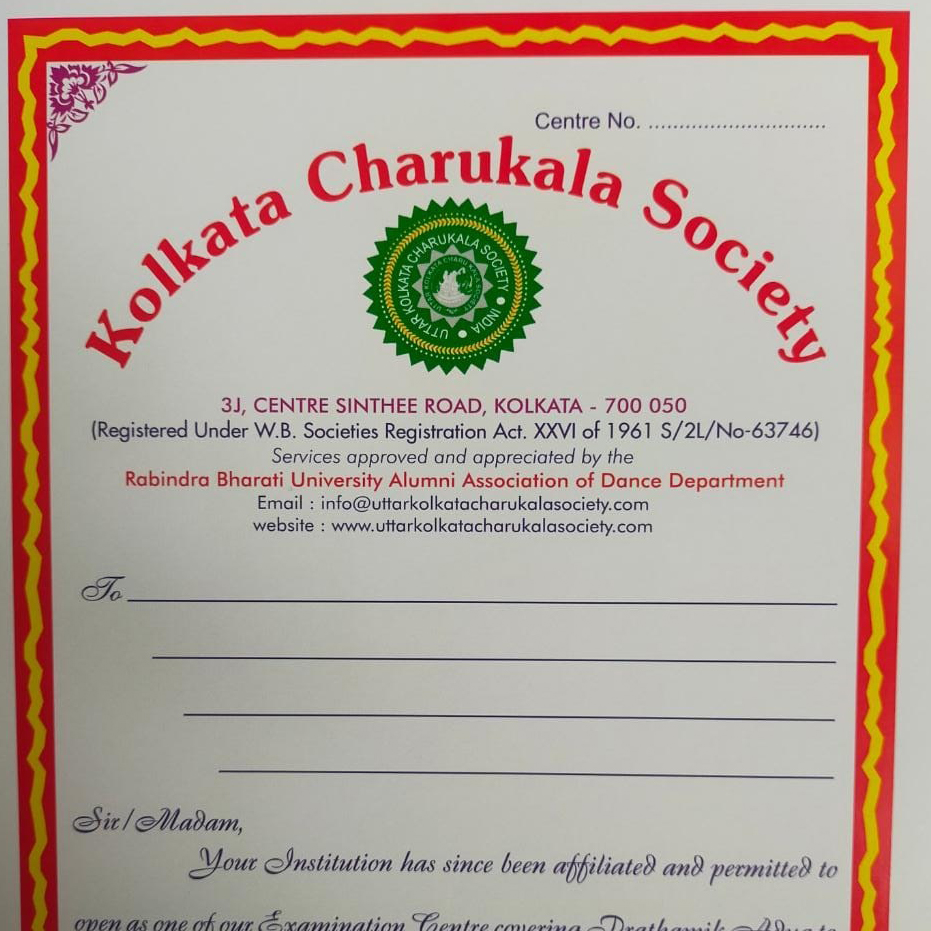 Centre No. ..............................
Kolkata Charukala Society
UTTAR KOLKATA CHARUKALA SOCIETY • INDIA •
3J, CENTRE SINTHEE ROAD, KOLKATA - 700 050
(Registered Under W.B. Societies Registration Act. XXVI of 1961 S/2L/No-63746)
Services approved and appreciated by the
Rabindra Bharati University Alumni Association of Dance Department
Email : info@uttarkolkatacharukalasociety.com
website : www.uttarkolkatacharukalasociety.com
To
Sir/Madam,
Your Institution has since been affiliated and permitted to
open as one of our Examination Centre covering Prathamik